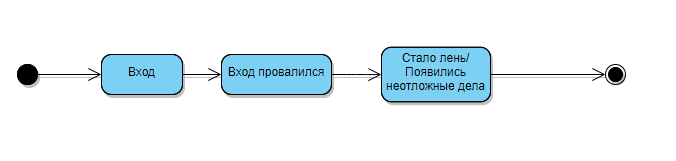 Вход
Вход провалился
Стало лень/
Появились
неотложные дела